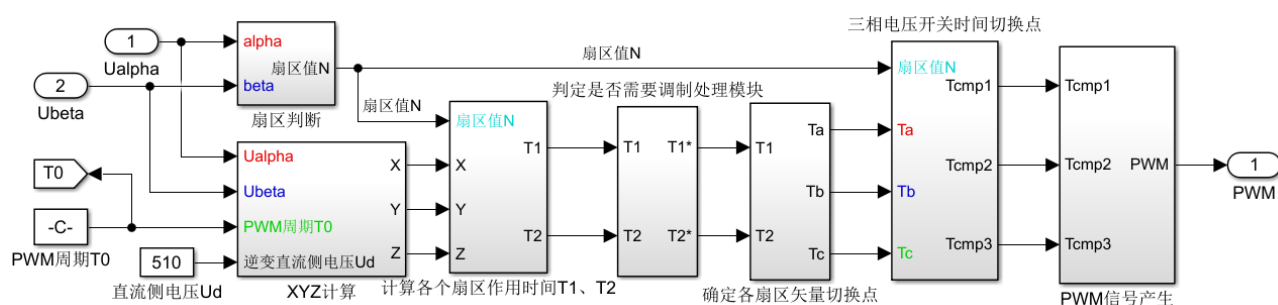 1
Ualpha
2
Ubeta
alpha
beta
扇区值N
扇区判断
扇区值N
扇区值N
T0
-C-
PWM周期T0
510
直流侧电压Ud
Ualpha
Ubeta
PWM周期T0
逆变直流侧电压Ud
X
Y
Z
XYZ计算
扇区值N
X
Y
Z
T1
T2
计算各个扇区作用时间T1、T2
判定是否需要调制处理模块
T1
T2
T1*
T2*
T1
T2
Ta
Tb
Tc
确定各扇区矢量切换点
三相电压开关时间切换点
扇区值N
Ta
Tb
Tc
Tcmp1
Tcmp2
Tcmp3
Tcmp1
Tcmp2
Tcmp3
PWM
PWM信号产生
1
PWM